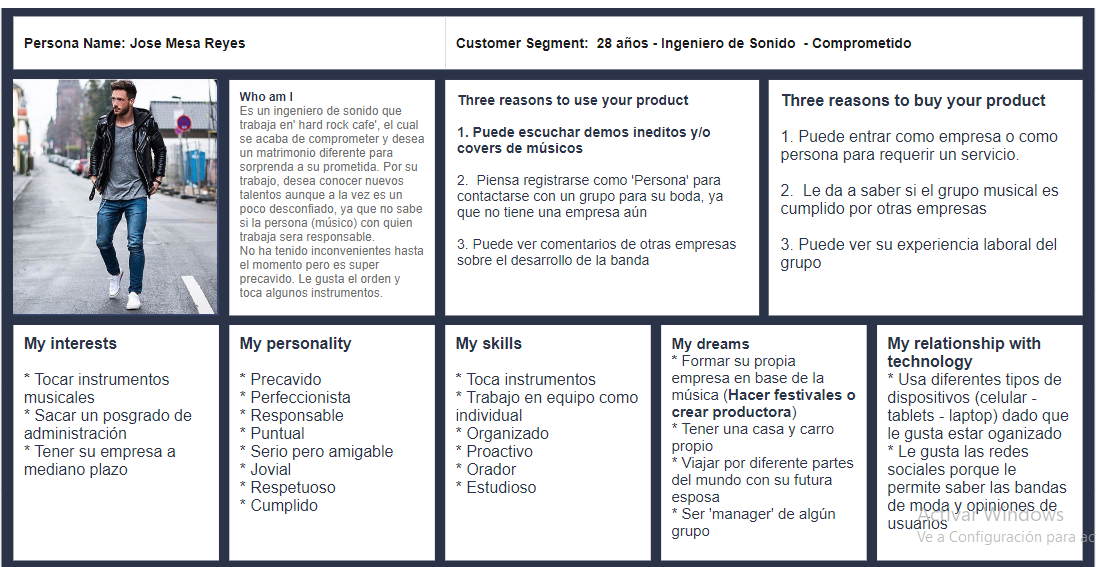 Persona Name: Jose Mesa Reyes
Customer Segment:  28 años - Ingeniero de Sonido  - Comprometido
Who am I
Es un ingeniero de sonido que
trabaja en' hard rock cafe', el cual
se acaba de comprometer y desea
un matrimonio diferente para
sorprenda a su prometida. Por su
trabajo, desea conocer nuevos
talentos aunque a la vez es un
poco desconfiado, ya que no sabe
si la persona (músico) con quien
trabaja sera responsable.
No ha tenido inconvenientes hasta
el momento pero es super
precavido. Le gusta el orden y
toca algunos instrumentos.
Three reasons to use your product
1. Puede escuchar demos ineditos y/o
covers de músicos
2.  Piensa registrarse como 'Persona' para
contactarse con un grupo para su boda, ya
que no tiene una empresa aún
3. Puede ver comentarios de otras empresas
sobre el desarrollo de la banda
Three reasons to buy your product
1. Puede entrar como empresa o como
persona para requerir un servicio.
2.  Le da a saber si el grupo musical es
cumplido por otras empresas
3. Puede ver su experiencia laboral del
grupo
My interests
* Tocar instrumentos
musicales
* Sacar un posgrado de
administración
* Tener su empresa a
mediano plazo
My personality
* Precavido
* Perfeccionista
* Responsable
* Puntual
* Serio pero amigable
* Jovial
* Respetuoso
* Cumplido
My skills
* Toca instrumentos
* Trabajo en equipo como
individual
* Organizado
* Proactivo
* Orador
* Estudioso
My dreams
* Formar su propia
empresa en base de la
música (Hacer festivales o
crear productora)
* Tener una casa y carro
propio
* Viajar por diferente partes
del mundo con su futura
esposa
* Ser 'manager' de algún
grupo
My relationship with
technology
* Usa diferentes tipos de
dispositivos (celular -
tablets - laptop) dado que
le gusta estar oganizado
* Le gusta las redes
sociales porque le
permite saber las bandas
de moda y opiniones de
usuarios
Activar Windows
Ve a Configuración para ac